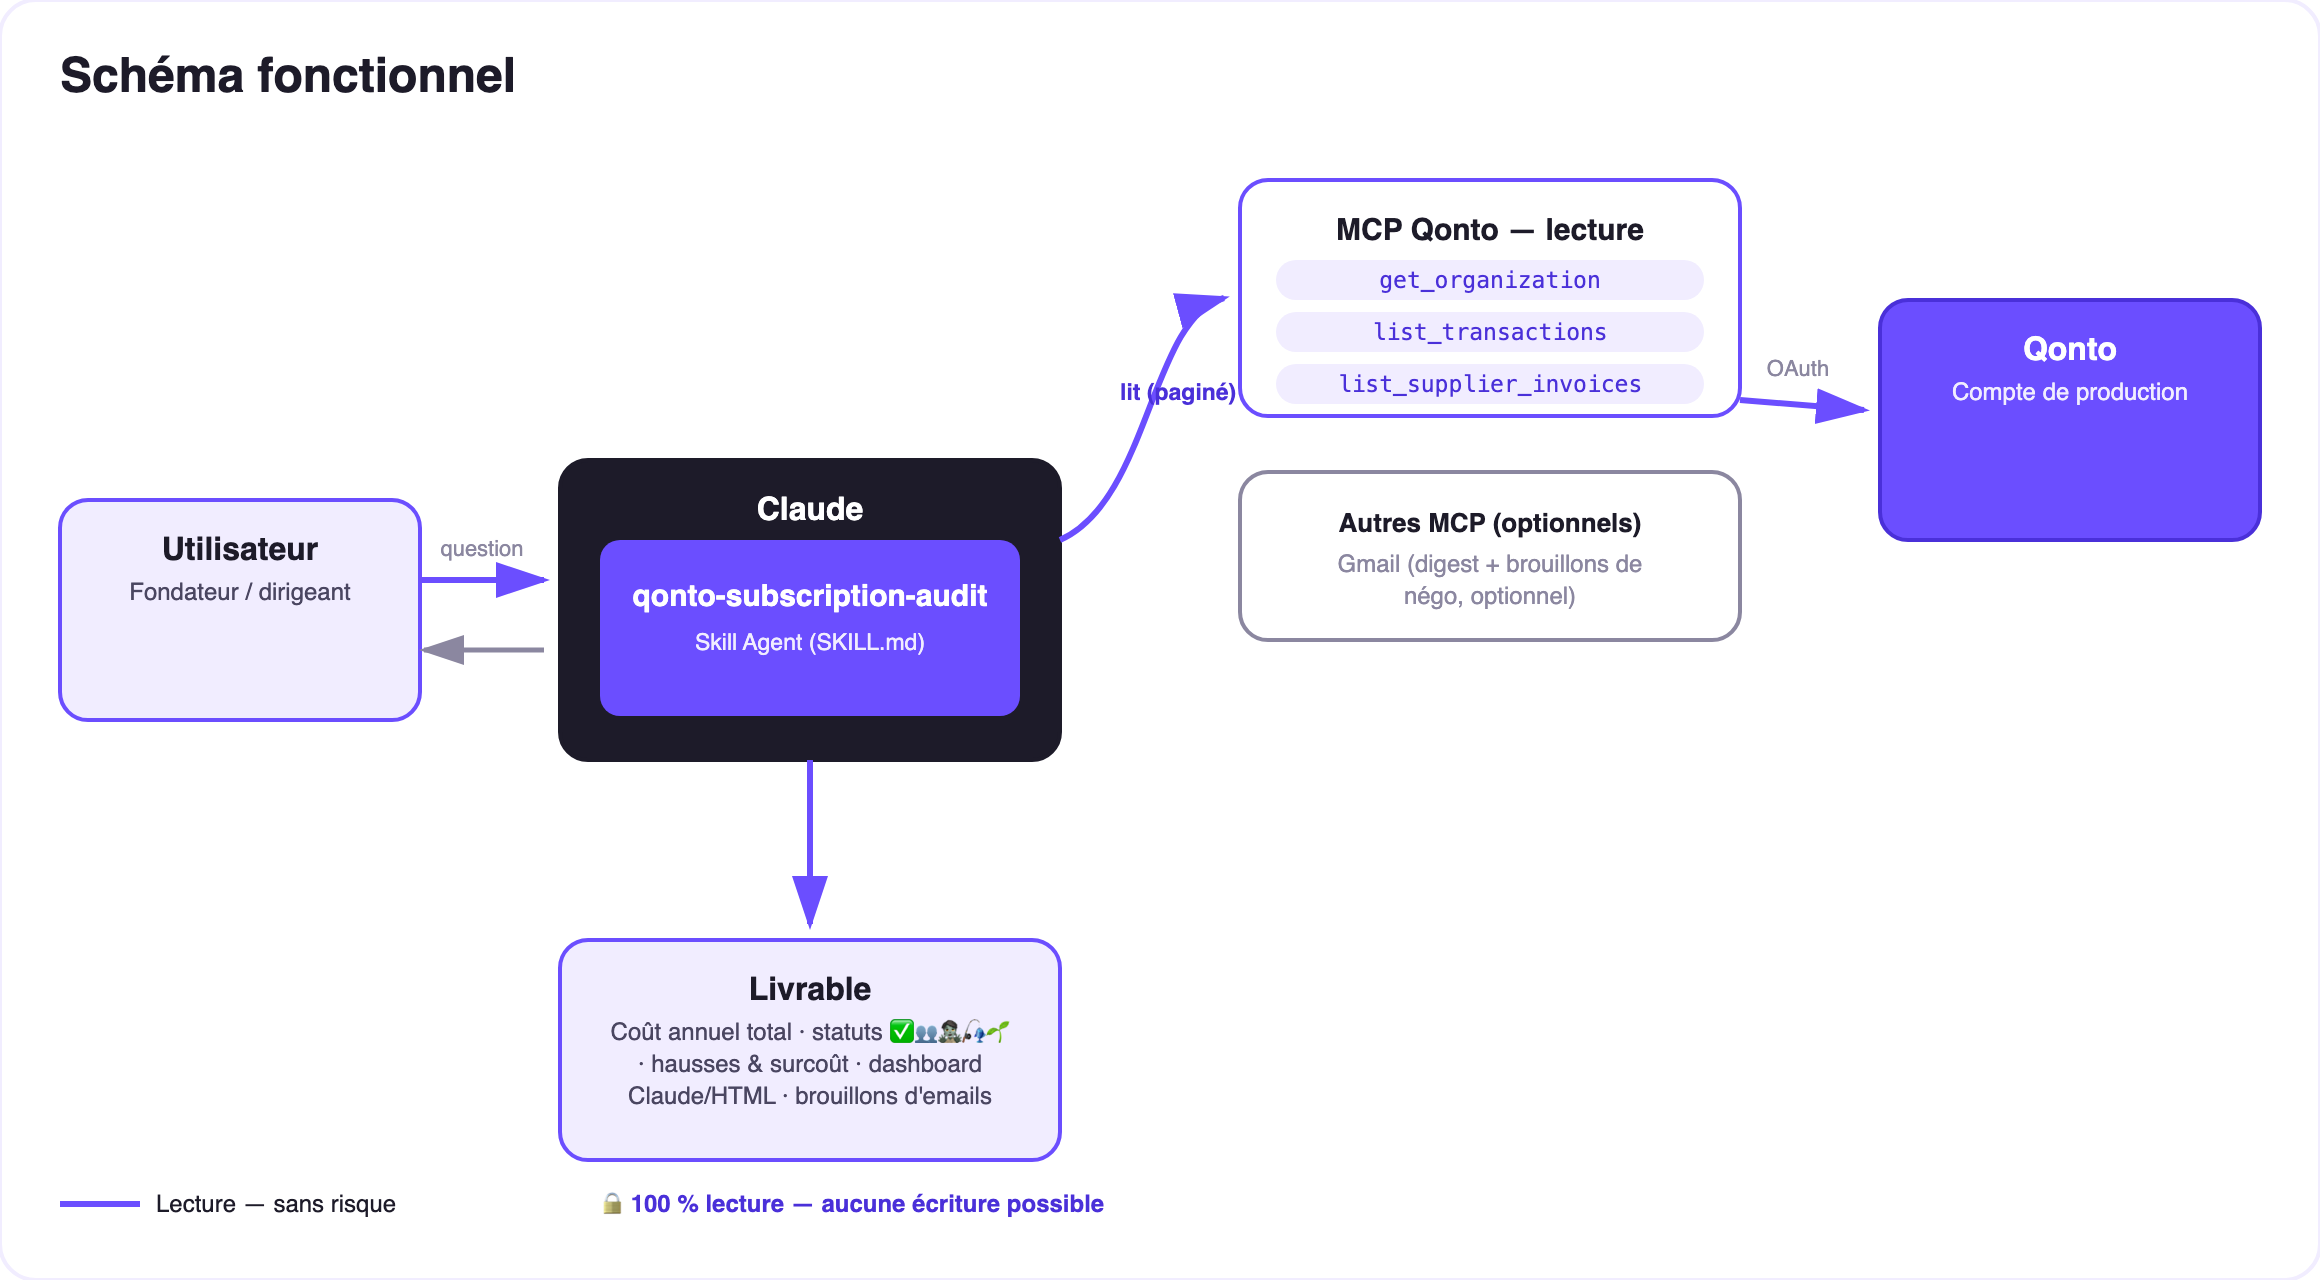 Schéma fonctionnel
MCP Qonto — lecture
get_organization
list_transactions
list_supplier_invoices
lit (paginé)
OAuth
Qonto
Compte de production
Autres MCP (optionnels)
Gmail (digest + brouillons de
négo, optionnel)
Utilisateur
Fondateur / dirigeant
question
Claude
qonto-subscription-audit
Skill Agent (SKILL.md)
Livrable
Coût annuel total · statuts ✅👥🧟🎣🌱
· hausses & surcoût · dashboard
Claude/HTML · brouillons d'emails
Lecture — sans risque
🔒 100 % lecture — aucune écriture possible